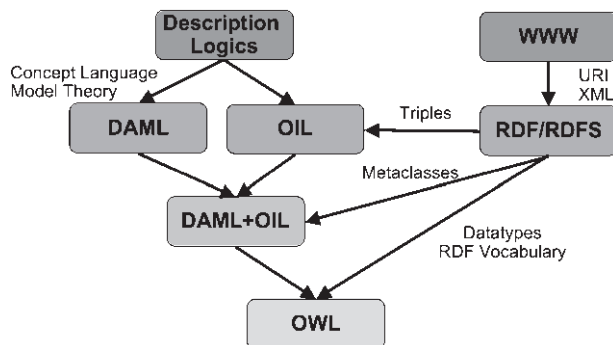 Description
Logics
WWW
Concept Language
Model Theory
URI
XML
DAML
OIL
Triples
RDF/RDFS
Metaclasses
DAML+OIL
Datatypes
RDF Vocabulary
OWL